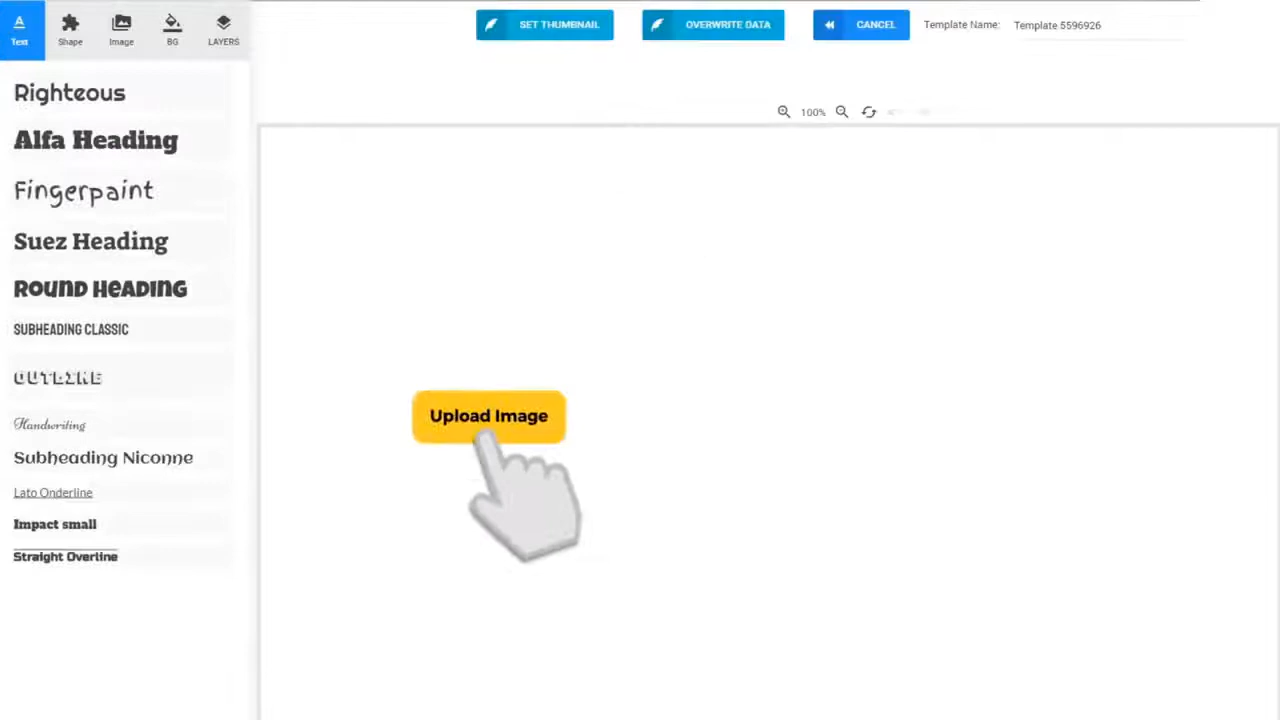 A
Text
Shape
Image
BG
LAYERS
SET THUMBNAIL
OVERWRITE DATA
CANCEL
Template Name:
Template 5596926
100%
Righteous
Alfa Heading
Fingerpaint
Suez Heading
Round Heading
SUBHEADING CLASSIC
OUTLINE
Handwriting
Subheading Niconne
Lato Onderline
Impact small
Straight Overline
Upload Image